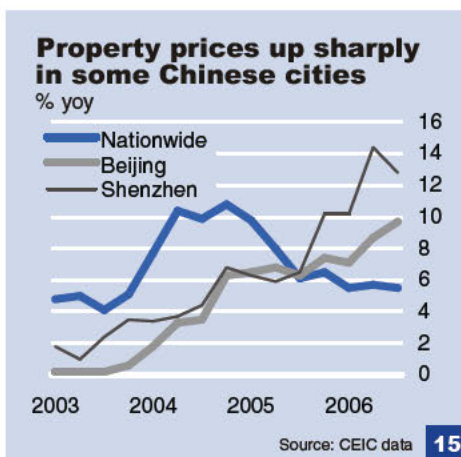 Property prices up sharply
in some Chinese cities
% yoy
Nationwide
Beijing
Shenzhen
16
14
12
10
8
6
4
2
0
2003 2004 2005 2006
Source: CEIC data 15